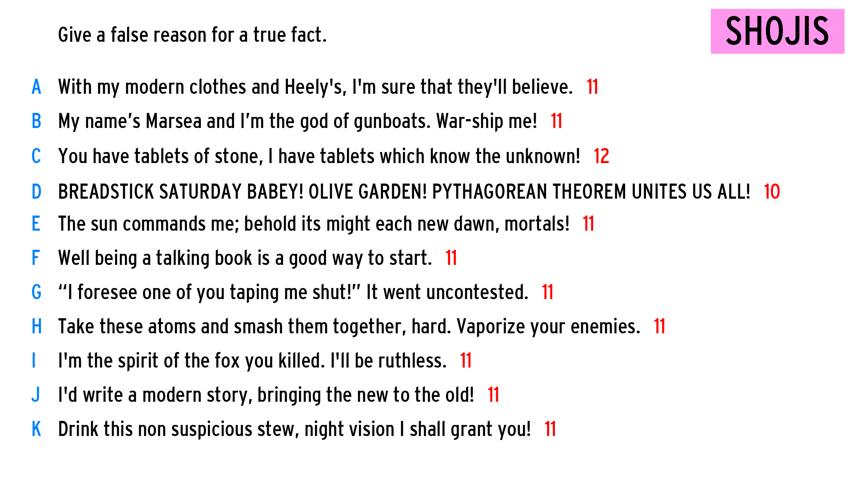 SHOJIS
Give a false reason for a true fact.
A With my modern clothes and Heely's, I'm sure that they'll believe. 11
B My name’s Marsea and I’m the god of gunboats. War-ship me! 11
C You have tablets of stone, I have tablets which know the unknown! 12
D BREADSTICK SATURDAY BABEY! OLIVE GARDEN! PYTHAGOREAN THEOREM UNITES US ALL! 10
E The sun commands me; behold its might each new dawn, mortals! 11
F Well being a talking book is a good way to start. 11
G “I foresee one of you taping me shut!” It went uncontested. 11
H Take these atoms and smash them together, hard. Vaporize your enemies. 11
I I'm the spirit of the fox you killed. I'll be ruthless. 11
J I'd write a modern story, bringing the new to the old! 11
K Drink this non suspicious stew, night vision I shall grant you! 11